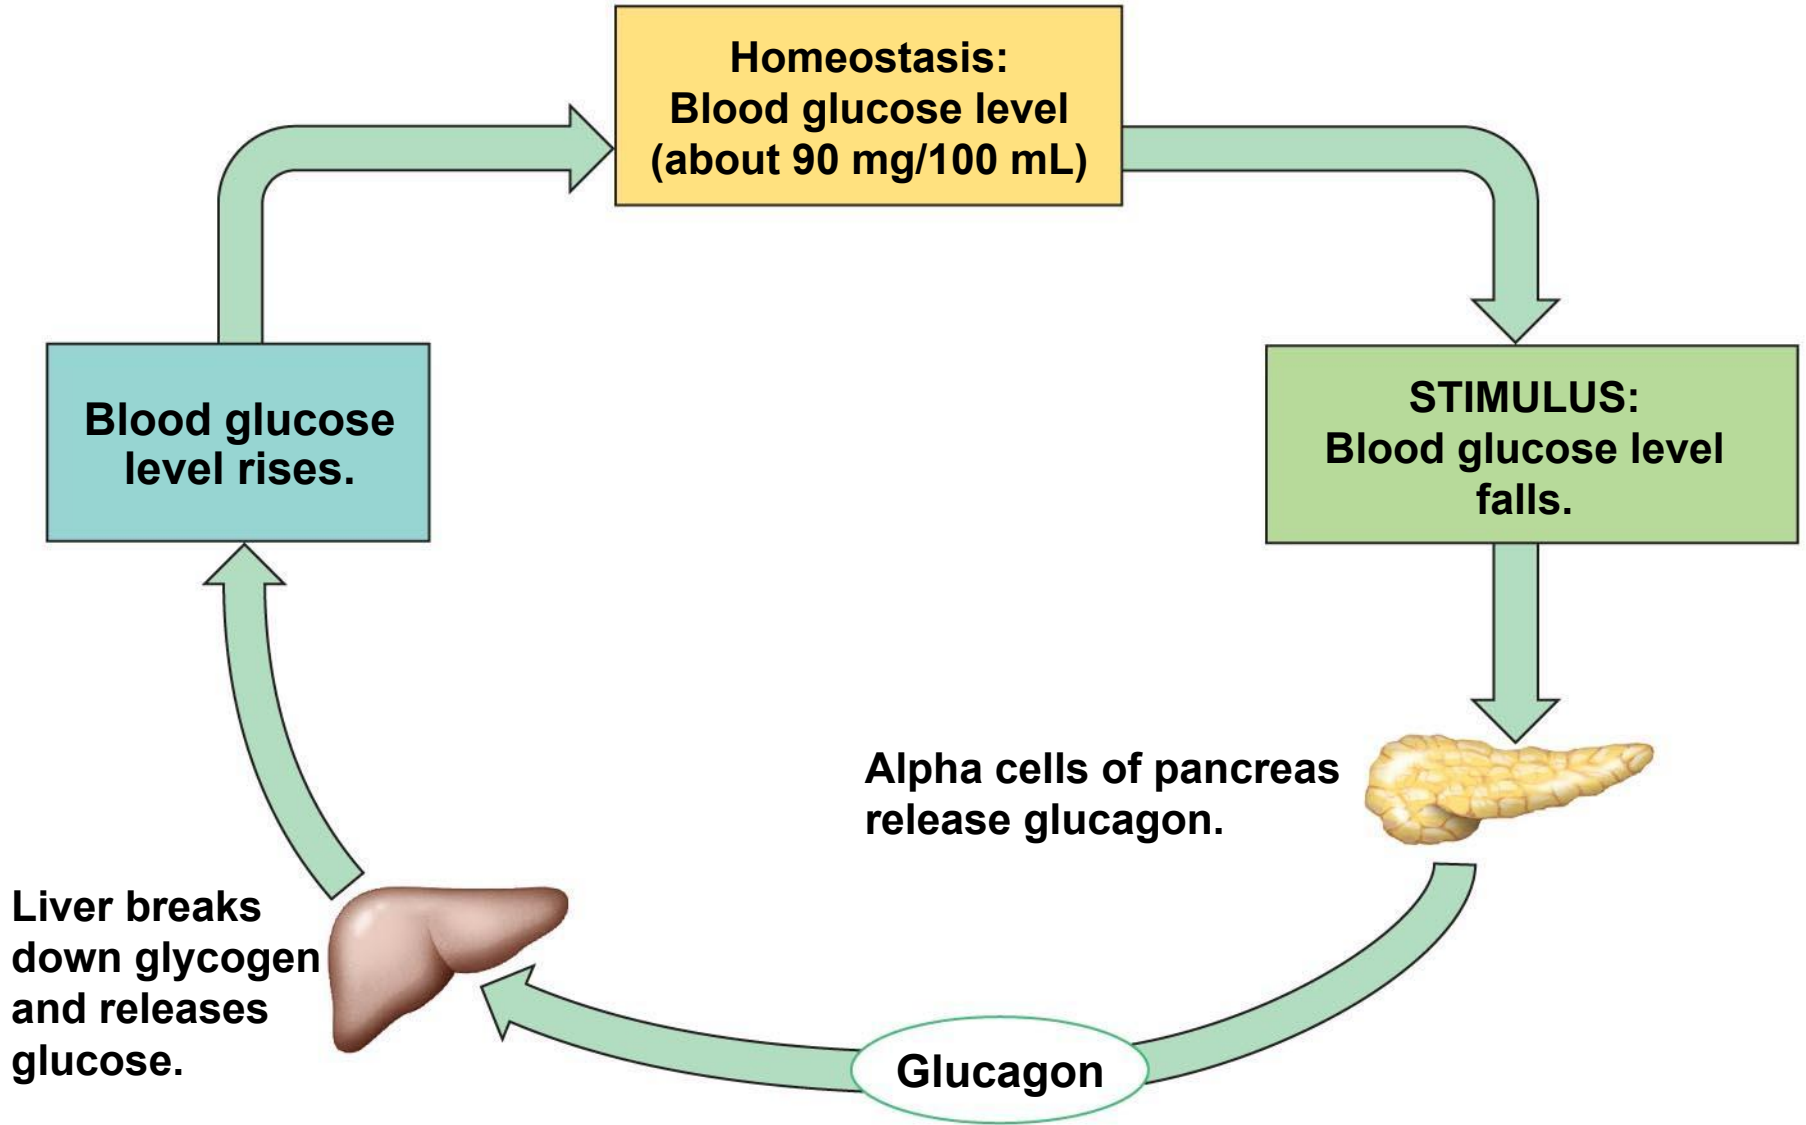 Homeostasis:
Blood glucose level
(about 90 mg/100 mL)
STIMULUS:
Blood glucose level
falls.
Alpha cells of pancreas
release glucagon.
Glucagon
Liver breaks
down glycogen
and releases
glucose.
Blood glucose
level rises.